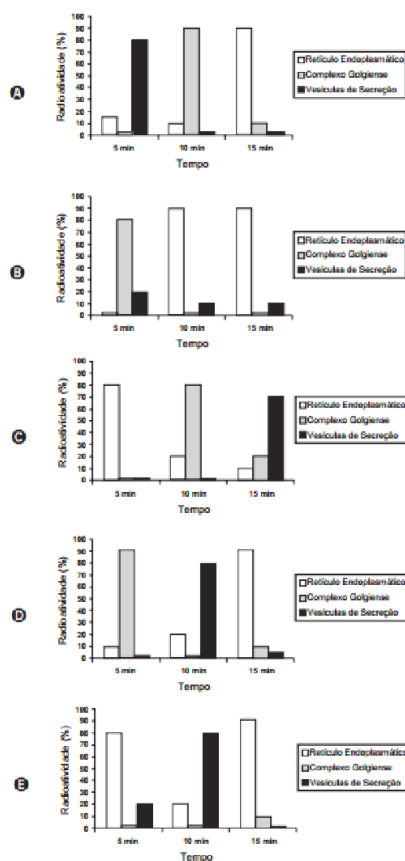 A
Radioatividade (%)
100
90
80
70
60
50
40
30
20
10
0
5 min 10 min 15 min
Tempo
Retículo Endoplasmático
Complexo Golgiense
Vesículas de Secreção
B
Radioatividade (%)
100
90
80
70
60
50
40
30
20
10
0
5 min 10 min 15 min
Tempo
Retículo Endoplasmático
Complexo Golgiense
Vesículas de Secreção
C
Radioatividade (%)
100
90
80
70
60
50
40
30
20
10
0
5 min 10 min 15 min
Tempo
Retículo Endoplasmático
Complexo Golgiense
Vesículas de Secreção
D
Radioatividade (%)
100
90
80
70
60
50
40
30
20
10
0
5 min 10 min 15 min
Tempo
Retículo Endoplasmático
Complexo Golgiense
Vesículas de Secreção
E
Radioatividade (%)
100
90
80
70
60
50
40
30
20
10
0
5 min 10 min 15 min
Tempo
Retículo Endoplasmático
Complexo Golgiense
Vesículas de Secreção